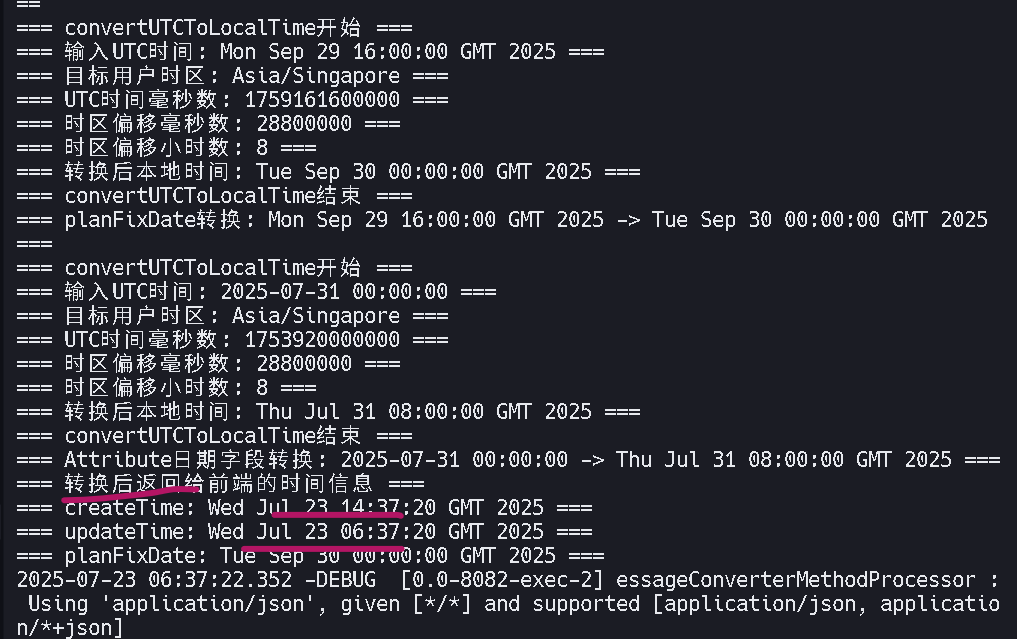 ==
=== convertUTCToLocalTime开始 ===
=== 输入UTC时间: Mon Sep 29 16:00:00 GMT 2025 ===
=== 目标用户时区: Asia/Singapore ===
=== UTC时间毫秒数: 1759161600000 ===
=== 时区偏移毫秒数: 28800000 ===
=== 时区偏移小时数: 8 ===
=== 转换后本地时间: Tue Sep 30 00:00:00 GMT 2025 ===
=== convertUTCToLocalTime结束 ===
=== planFixDate转换: Mon Sep 29 16:00:00 GMT 2025 -> Tue Sep 30 00:00:00 GMT 2025
===
=== convertUTCToLocalTime开始 ===
=== 输入UTC时间: 2025-07-31 00:00:00 ===
=== 目标用户时区: Asia/Singapore ===
=== UTC时间毫秒数: 1753920000000 ===
=== 时区偏移毫秒数: 28800000 ===
=== 时区偏移小时数: 8 ===
=== 转换后本地时间: Thu Jul 31 08:00:00 GMT 2025 ===
=== convertUTCToLocalTime结束 ===
=== Attribute日期字段转换: 2025-07-31 00:00:00 -> Thu Jul 31 08:00:00 GMT 2025 ===
=== 转换后返回给前端的时间信息 ===
=== createTime: Wed Jul 23 14:37:20 GMT 2025 ===
=== updateTime: Wed Jul 23 06:37:20 GMT 2025 ===
=== planFixDate: Tue Sep 30 00:00:00 GMT 2025 ===
2025-07-23 06:37:22.352 -DEBUG  [0.0-8082-exec-2] essageConverterMethodProcessor :
 Using 'application/json', given [*/*] and supported [application/json, applicatio
n/*+json]